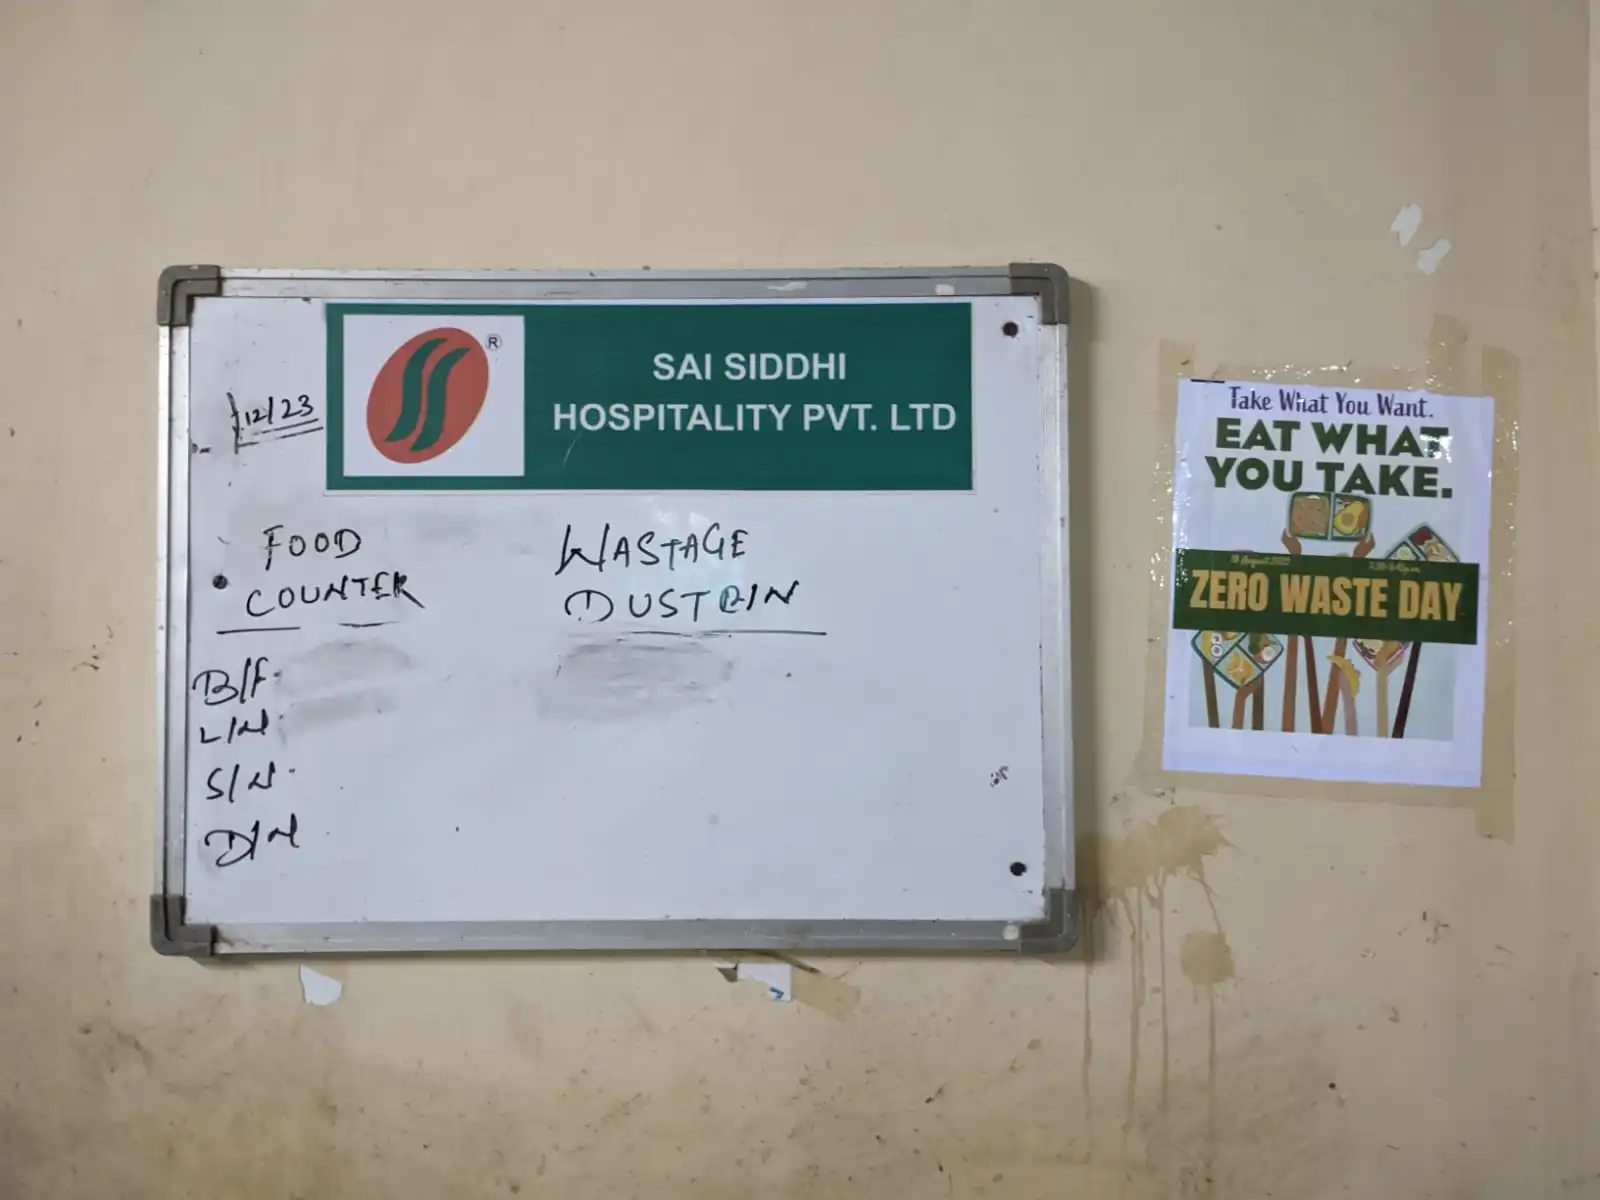 ®
SAI SIDDHI
HOSPITALITY PVT. LTD
/12/23
FOOD
COUNTER
WASTAGE
DUSTBIN
B/F.
L/N.
S/N.
D/N
Take What You Want.
EAT WHAT
YOU TAKE.
ZERO WASTE DAY